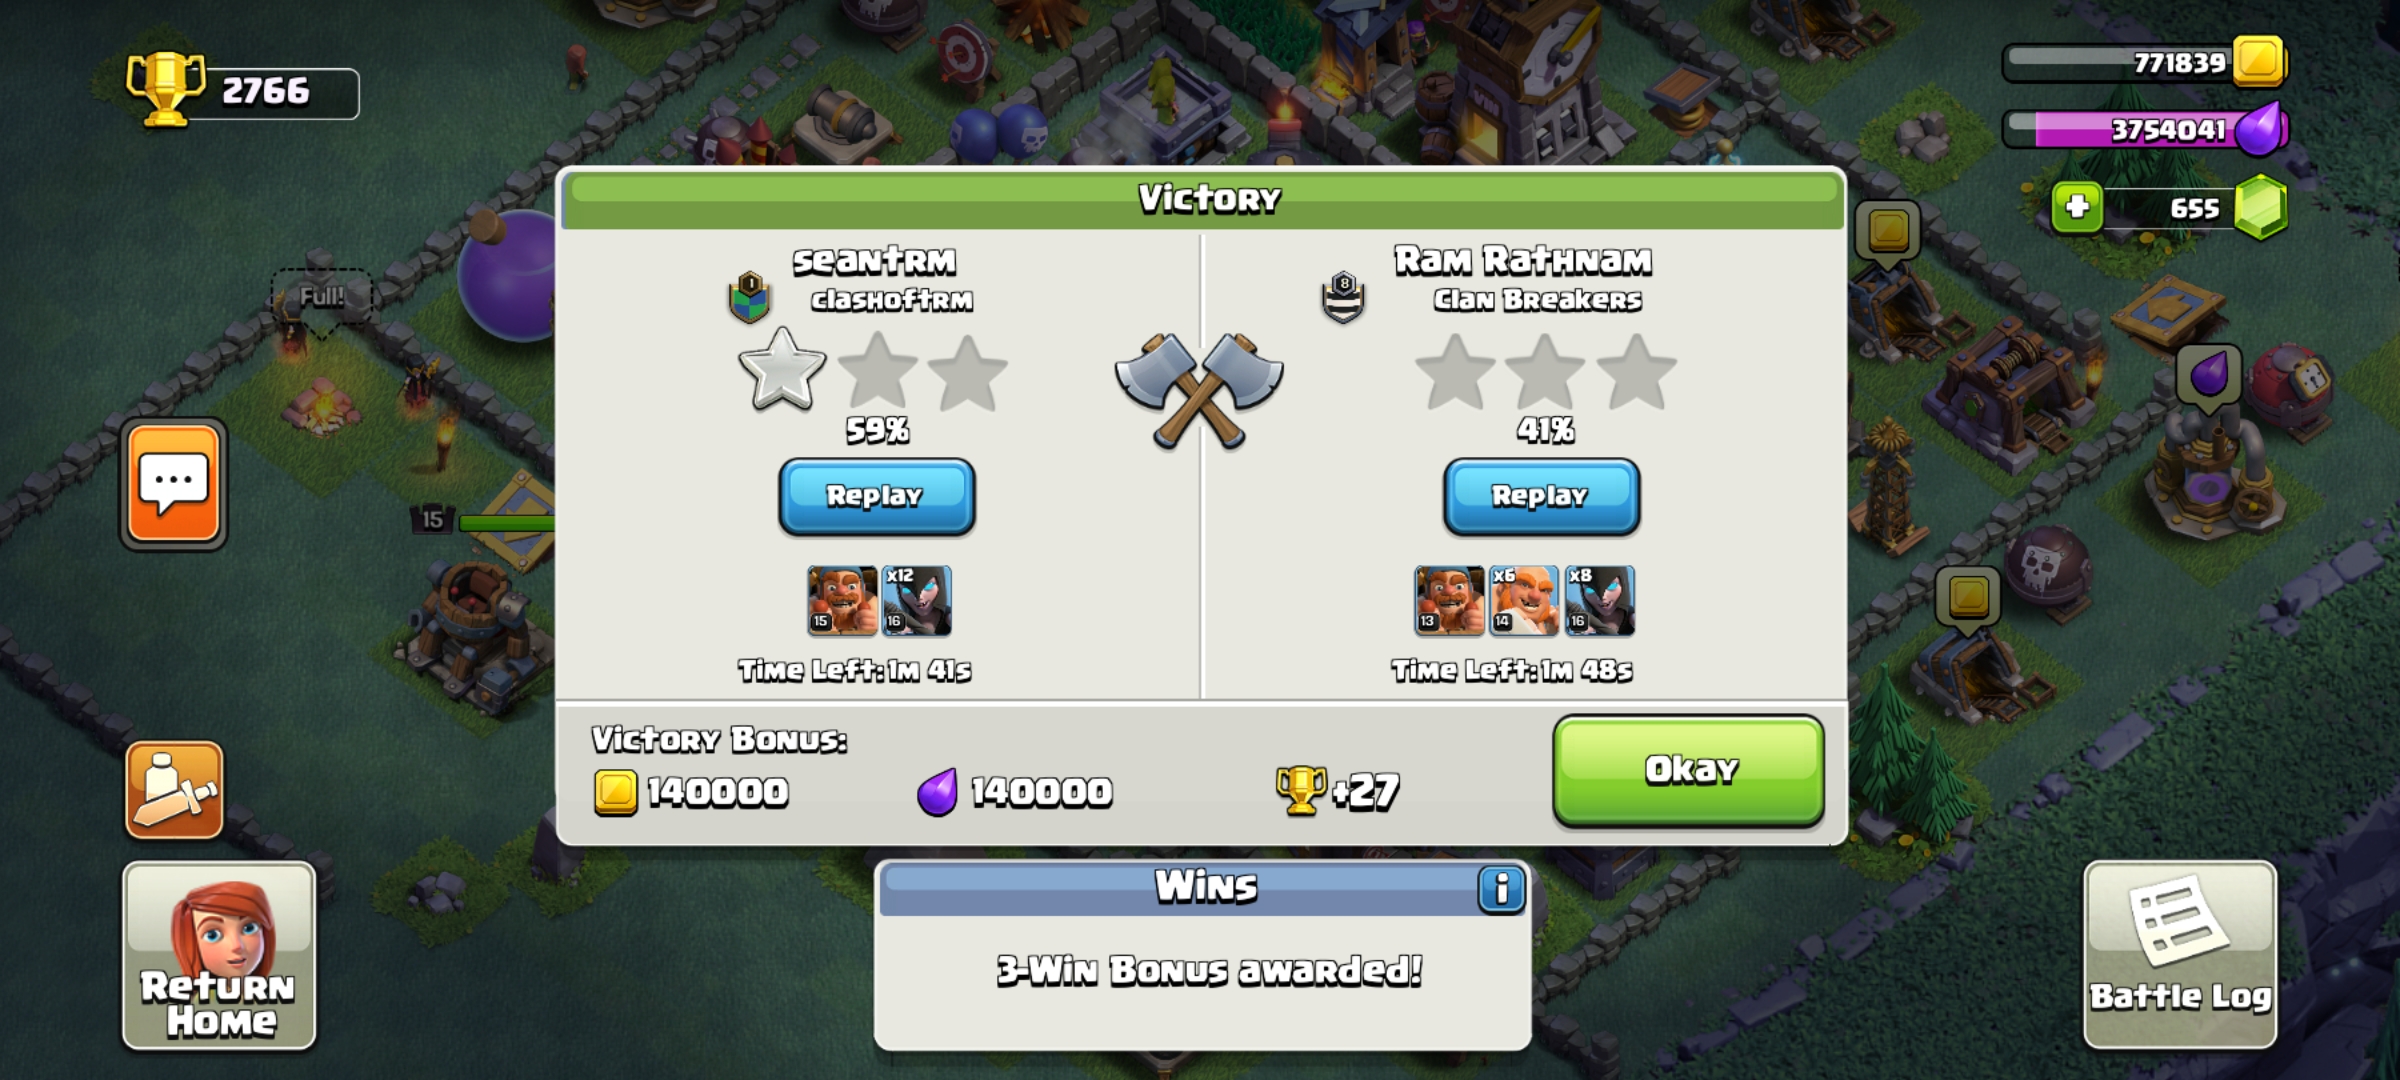 2766
771839
3754041
655
Full!
15
Victory
seantrm
clashoftrm
1
59%
Replay
x12
15
16
Time Left:1m 41s
Ram Rathnam
Clan Breakers
8
41%
Replay
x6
x8
13
14
16
Time Left:1m 48s
Victory Bonus:
140000
140000
+27
Okay
Wins
i
3-Win Bonus awarded!
Return
Home
Battle Log